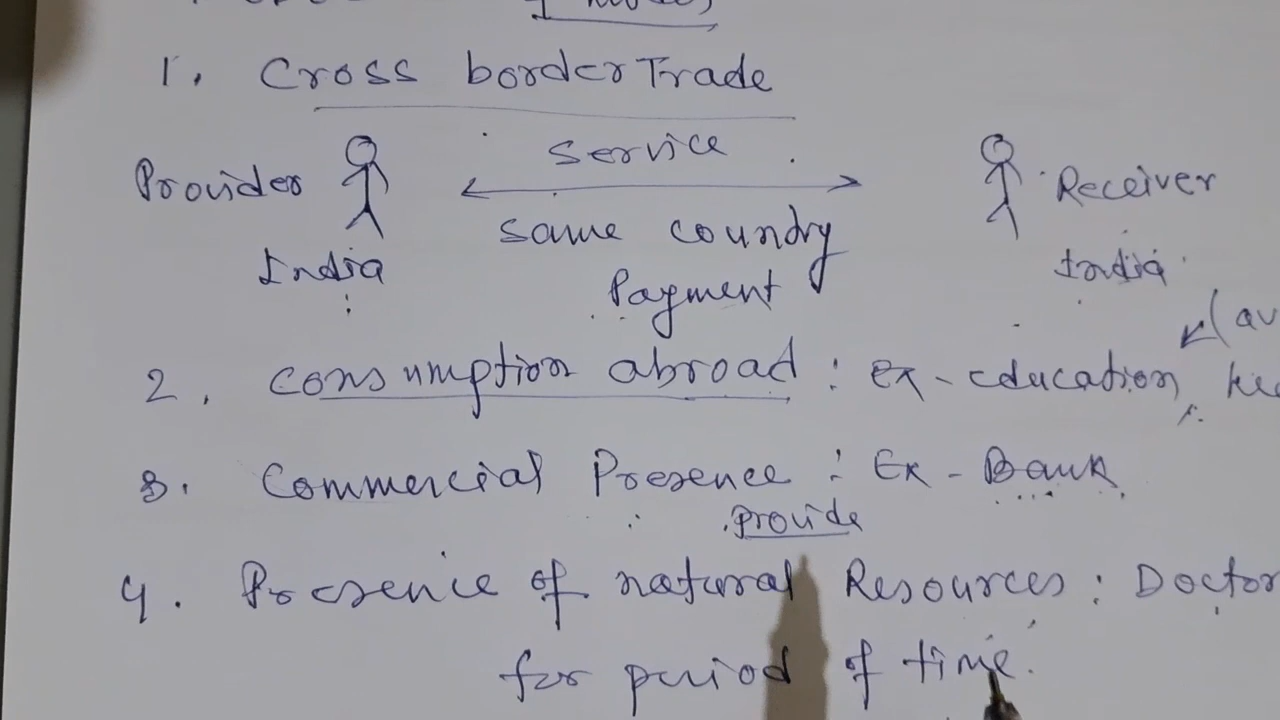 1. Cross border Trade
Service
Provider
Receiver
same coundry
India
India
Payment
2. Consumption abroad : Ex - education,
3. Commercial Presence : Ex - Bank
provide
4. Presence of natural Resources : Doctor
for period of time.